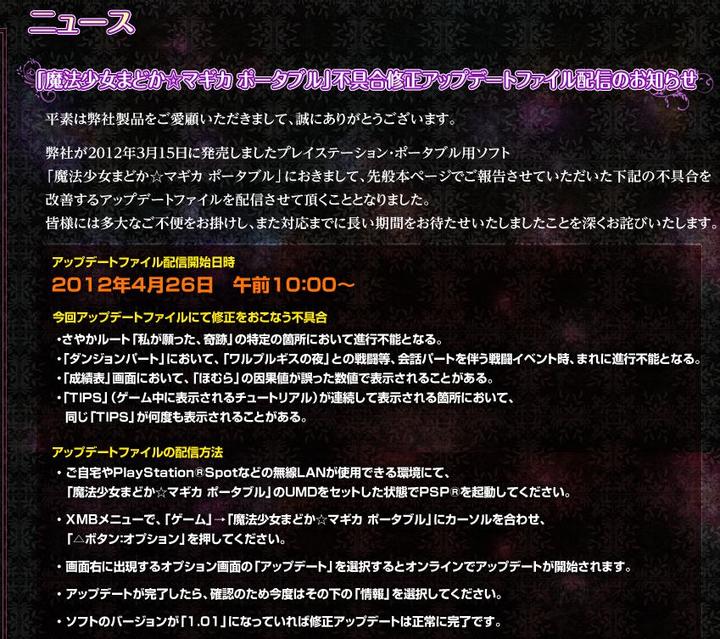 ニュース
『魔法少女まどか☆マギカ ポータブル』不具合修正アップデートファイル配信のお知らせ
平素は弊社製品をご愛顧いただきまして、誠にありがとうございます。
弊社が2012年3月15日に発売しましたプレイステーション・ポータブル用ソフト
「魔法少女まどか☆マギカ ポータブル」におきまして、先般本ページでご報告させていただいた下記の不具合を
改善するアップデートファイルを配信させて頂くこととなりました。
皆様には多大なご不便をお掛けし、また対応までに長い期間をお待たせいたしましたことを深くお詫びいたします。
アップデートファイル配信開始日時
2012年4月26日 午前10:00〜
今回アップデートファイルにて修正をおこなう不具合
・さやかルート「私が願った、奇跡」の特定の箇所において進行不能となる。
・「ダンジョンパート」において、「ワルプルギスの夜」との戦闘等、会話パートを伴う戦闘イベント時、まれに進行不能となる。
・「成績表」画面において、「ほむら」の因果値が誤った数値で表示されることがある。
・「TIPS」(ゲーム中に表示されるチュートリアル)が連続して表示される箇所において、
同じ「TIPS」が何度も表示されることがある。
アップデートファイルの配信方法
・ ご自宅やPlayStation®Spotなどの無線LANが使用できる環境にて、
「魔法少女まどか☆マギカ ポータブル」のUMDをセットした状態でPSP®を起動してください。
・ XMBメニューで、「ゲーム」→「魔法少女まどか☆マギカ ポータブル」にカーソルを合わせ、
「△ボタン:オプション」を押してください。
・ 画面右に出現するオプション画面の「アップデート」を選択するとオンラインでアップデートが開始されます。
・ アップデートが完了したら、確認のため今度はその下の「情報」を選択してください。
・ ソフトのバージョンが「1.01」になっていれば修正アップデートは正常に完了です。